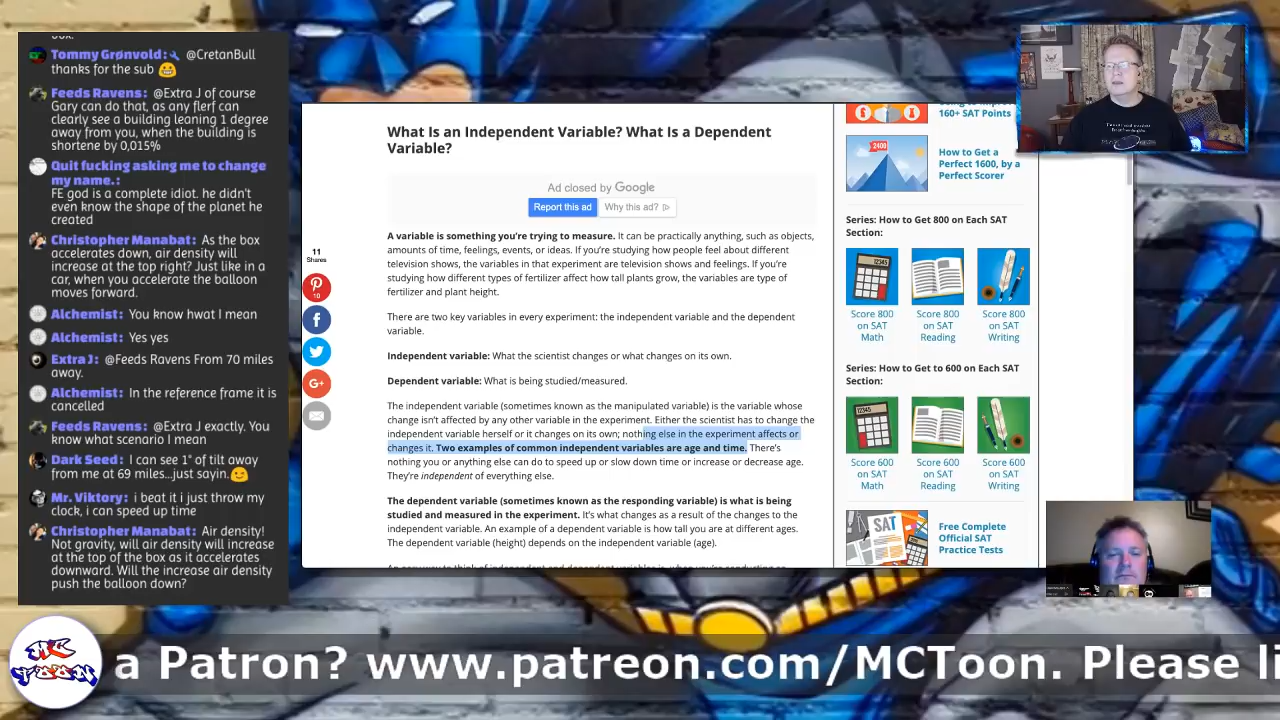 Tommy Grønvold: @CretanBull
thanks for the sub
Feeds Ravens: @Extra J of course
Gary can do that, as any flerf can
clearly see a building leaning 1 degree
away from you, when the building is
shortene by 0,015%
Quit fucking asking me to change
my name.:
FE god is a complete idiot. he didn't
even know the shape of the planet he
created
Christopher Manabat: As the box
accelerates down, air density will
increase at the top right? Just like in a
car, when you accelerate the balloon
moves forward.
Alchemist: You know hwat I mean
Alchemist: Yes yes
Extra J: @Feeds Ravens From 70 miles
away.
Alchemist: In the reference frame it is
cancelled
Feeds Ravens: @Extra J exactly. You
know what scenario I mean
Dark Seed: I can see 1° of tilt away
from at 69 miles...just sayin.
Mr. Viktory: i beat it i just throw my
clock, i can speed up time
Christopher Manabat: Air density!
Not gravity, will air density will increase
at the top of the box as it accelerates
downward. Will the increase air density
push the balloon down?
11
Shares
10
What Is an Independent Variable? What Is a Dependent
Variable?
Ad closed by Google
Report this ad
Why this ad?
A variable is something you're trying to measure. It can be practically anything, such as objects,
amounts of time, feelings, events, or ideas. If you're studying how people feel about different
television shows, the variables in that experiment are television shows and feelings. If you're
studying how different types of fertilizer affect how tall plants grow, the variables are type of
fertilizer and plant height.
There are two key variables in every experiment: the independent variable and the dependent
variable.
Independent variable: What the scientist changes or what changes on its own.
Dependent variable: What is being studied/measured.
The independent variable (sometimes known as the manipulated variable) is the variable whose
change isn't affected by any other variable in the experiment. Either the scientist has to change the
independent variable herself or it changes on its own; nothing else in the experiment affects or
changes it. Two examples of common independent variables are age and time. There's
nothing you or anything else can do to speed up or slow down time or increase or decrease age.
They're independent of everything else.
The dependent variable (sometimes known as the responding variable) is what is being
studied and measured in the experiment. It's what changes as a result of the changes to the
independent variable. An example of a dependent variable is how tall you are at different ages.
The dependent variable (height) depends on the independent variable (age).
160+ SAT Points
2400
How to Get a
Perfect 1600, by a
Perfect Scorer
Series: How to Get 800 on Each SAT
Section:
12345
Score 800
on SAT
Math
Score 800
on SAT
Reading
Score 800
on SAT
Writing
Series: How to Get to 600 on Each SAT
Section:
12345
Score 600
on SAT
Math
Score 600
on SAT
Reading
Score 600
on SAT
Writing
SAT
Free Complete
Official SAT
Practice Tests
MC
TOON
a Patron? www.patreon.com/MCToon. Please li